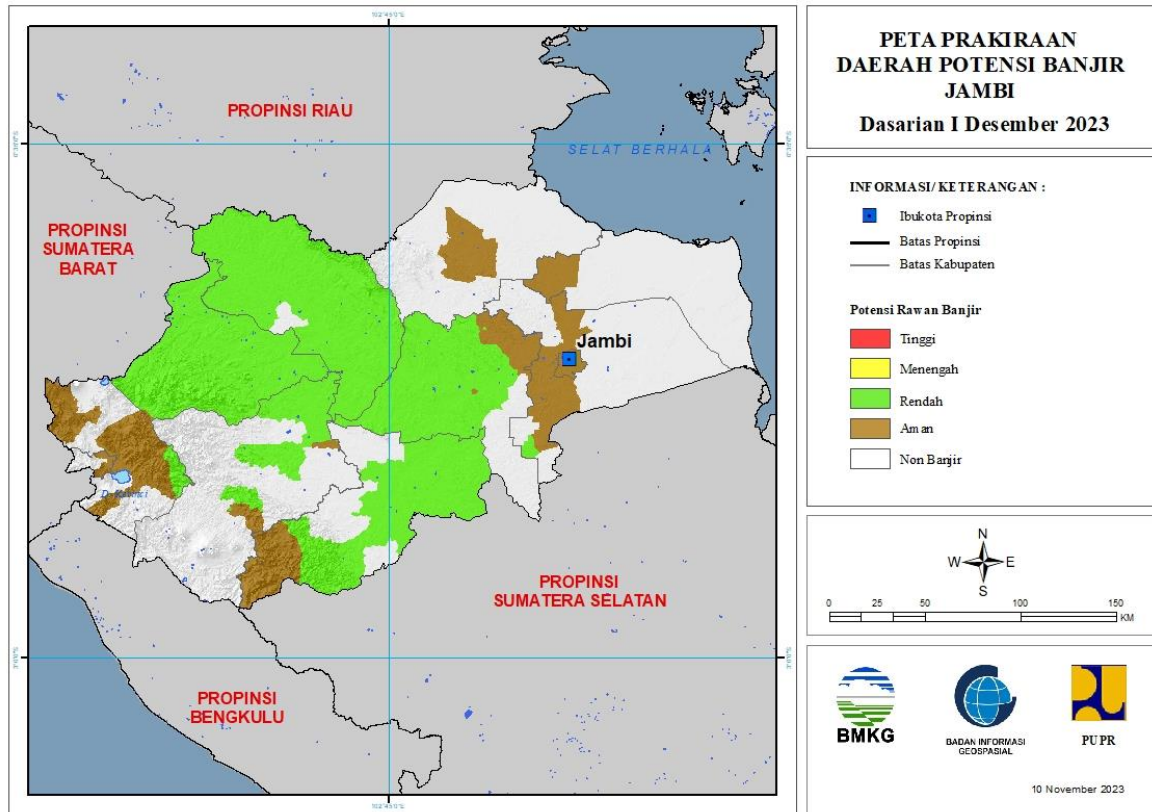 PETA PRAKIRAAN
DAERAH POTENSI BANJIR
JAMBI
Dasarian I Desember 2023
INFORMASI/KETERANGAN :
Ibukota Propinsi
Batas Propinsi
Batas Kabupaten
Potensi Rawan Banjir
Tinggi
Menengah
Rendah
Aman
Non Banjir
N
W
E
S
0 25 50 100 150
KM
BMKG
BADAN INFORMASI
GEOSPASIAL
PUPR
10 November 2023
PROPINSI RIAU
SELAT BERHALA
PROPINSI
SUMATERA
BARAT
Jambi
PROPINSI
SUMATERA SELATAN
PROPINSI
BENGKULU